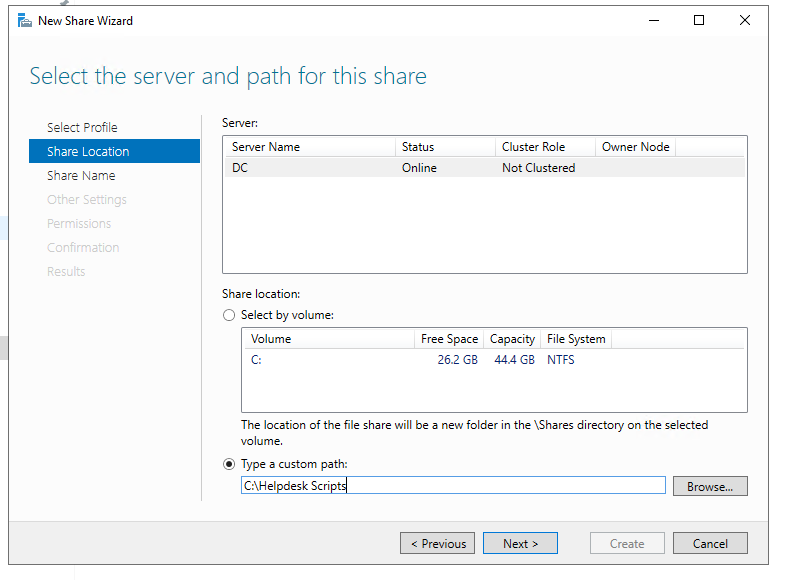 New Share Wizard
Select the server and path for this share
Select Profile
Share Location
Share Name
Other Settings
Permissions
Confirmation
Results
Server:
Server Name Status Cluster Role Owner Node
DC Online Not Clustered
Share location:
Select by volume:
Volume Free Space Capacity File System
C: 26.2 GB 44.4 GB NTFS
The location of the file share will be a new folder in the \Shares directory on the selected
volume.
Type a custom path:
C:\Helpdesk Scripts
Browse...
< Previous Next > Create Cancel